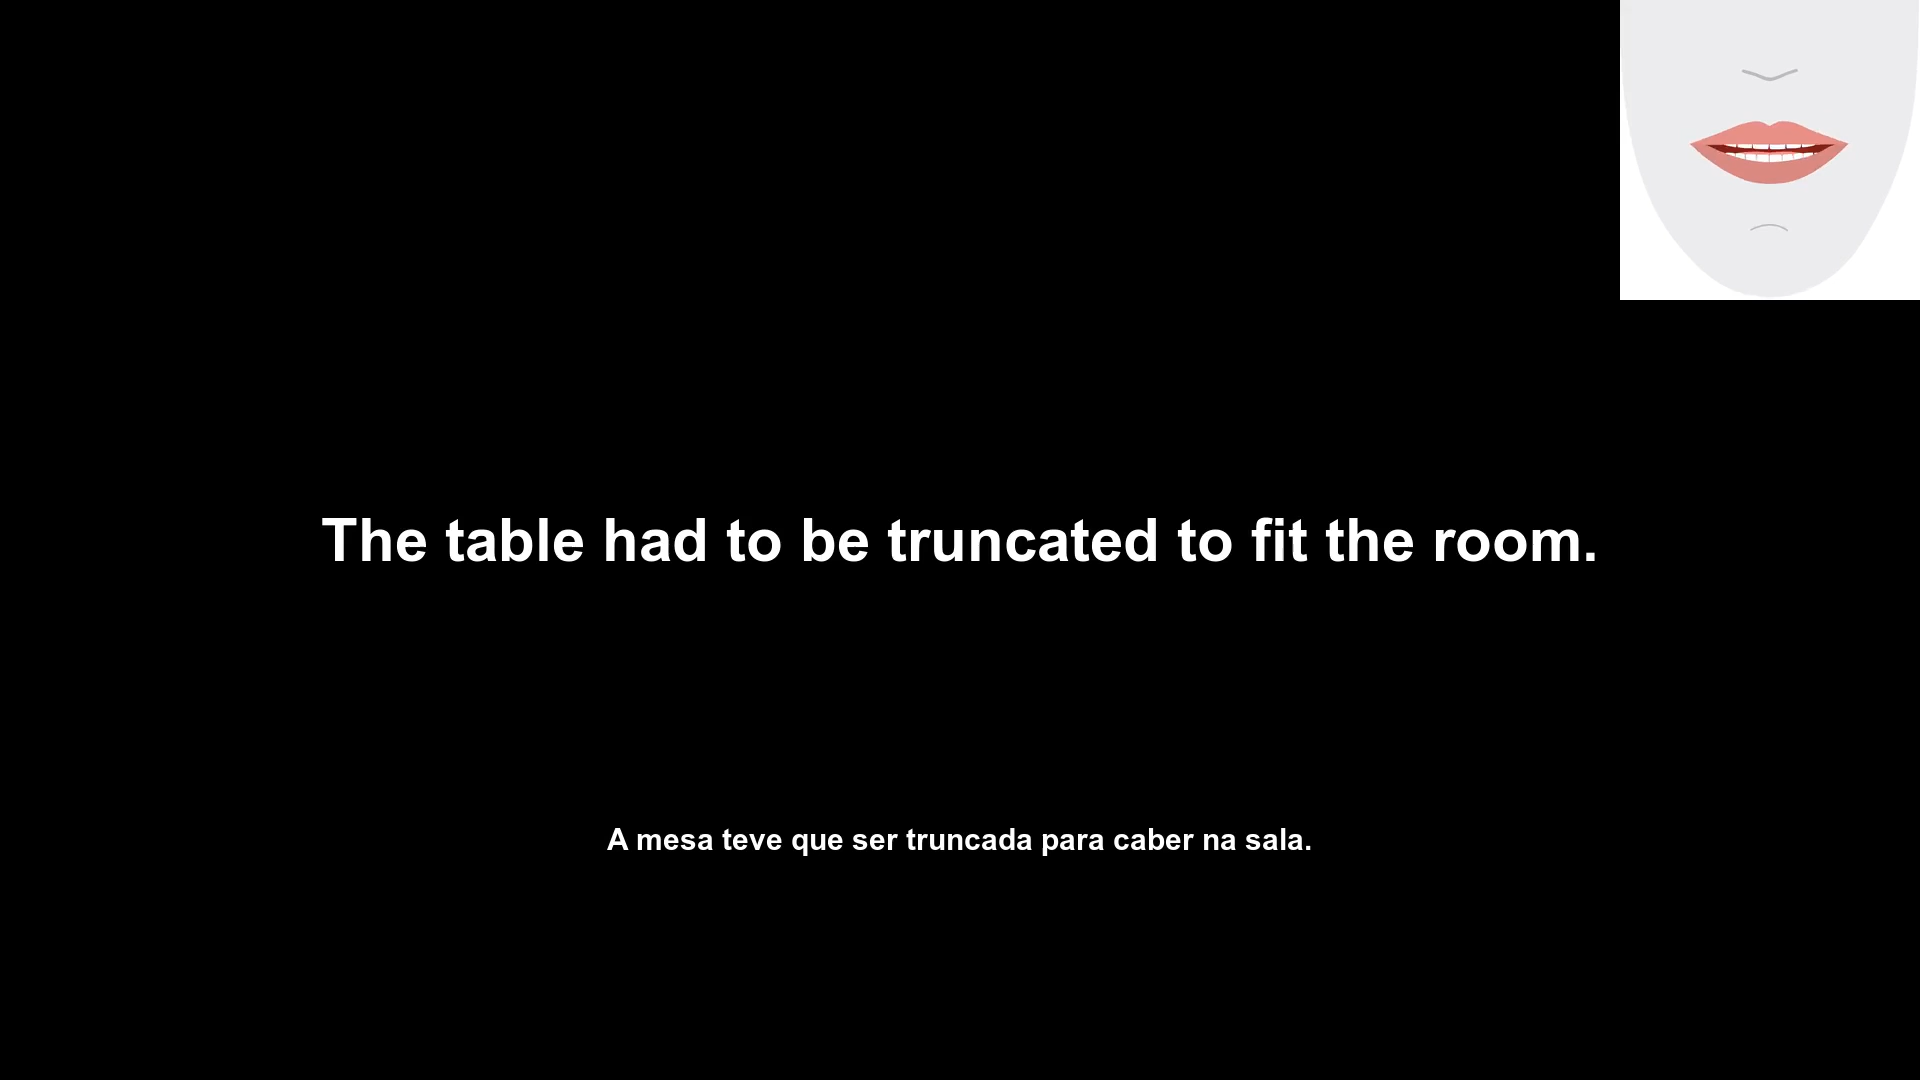 The table had to be truncated to fit the room.
A mesa teve que ser truncada para caber na sala.